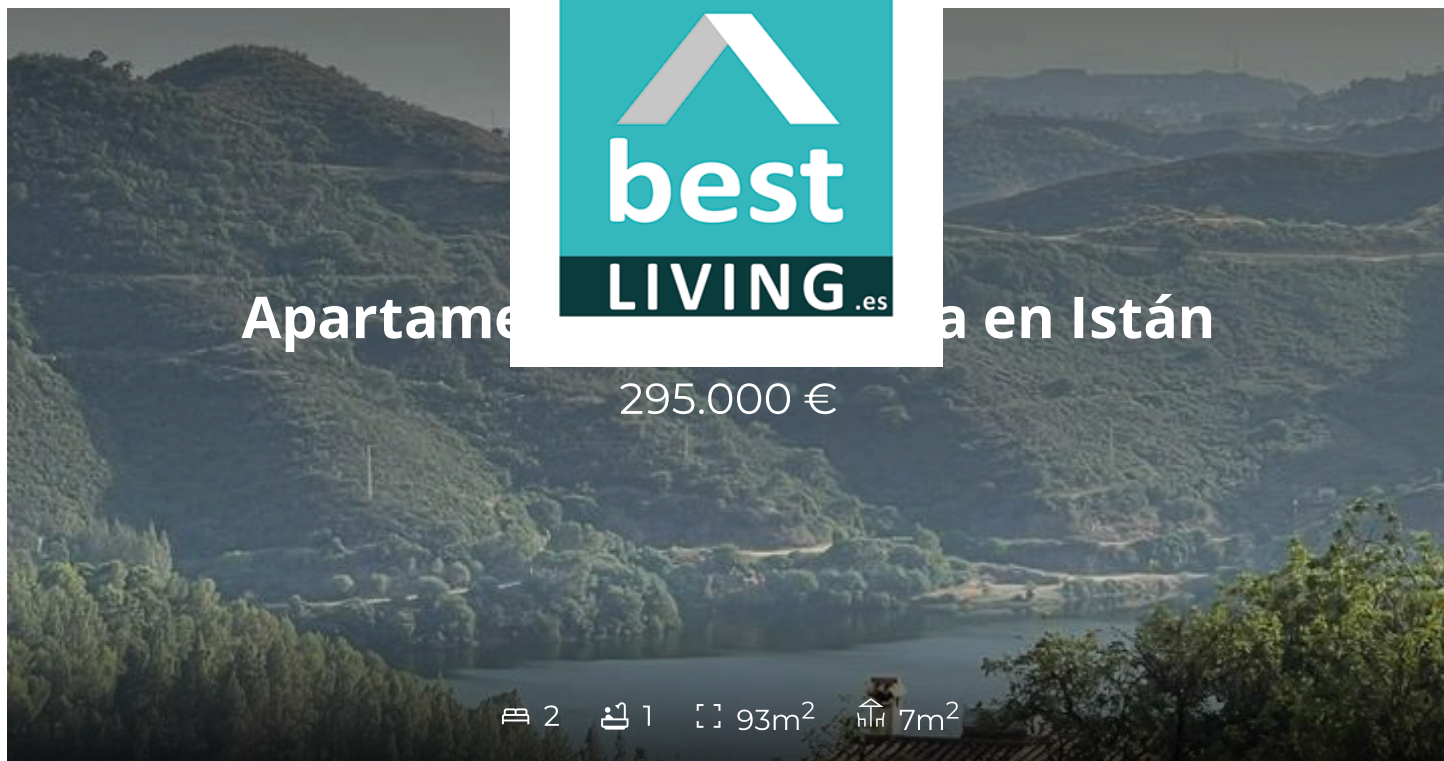 best
LIVING.es
Apartame a en Istán
295.000 €
2 1 93m² 7m²